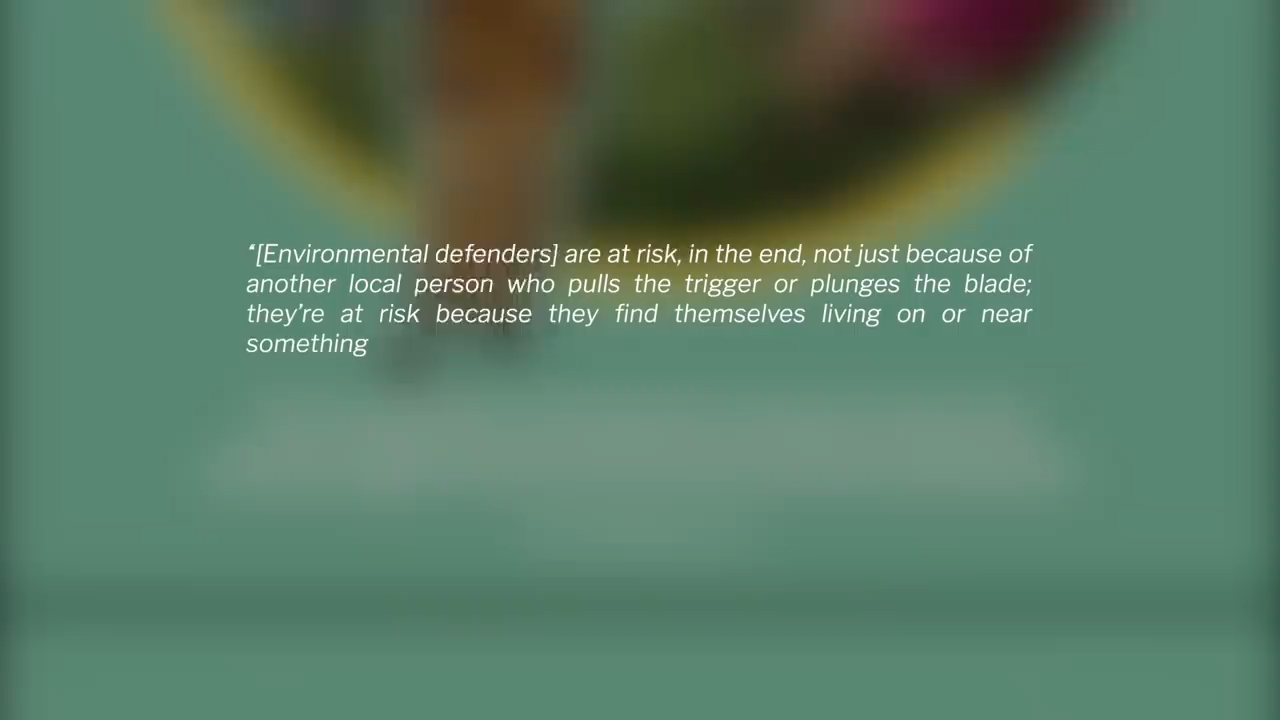 ‘[Environmental defenders] are at risk, in the end, not just because of
another local person who pulls the trigger or plunges the blade;
they’re at risk because they find themselves living on or near
something